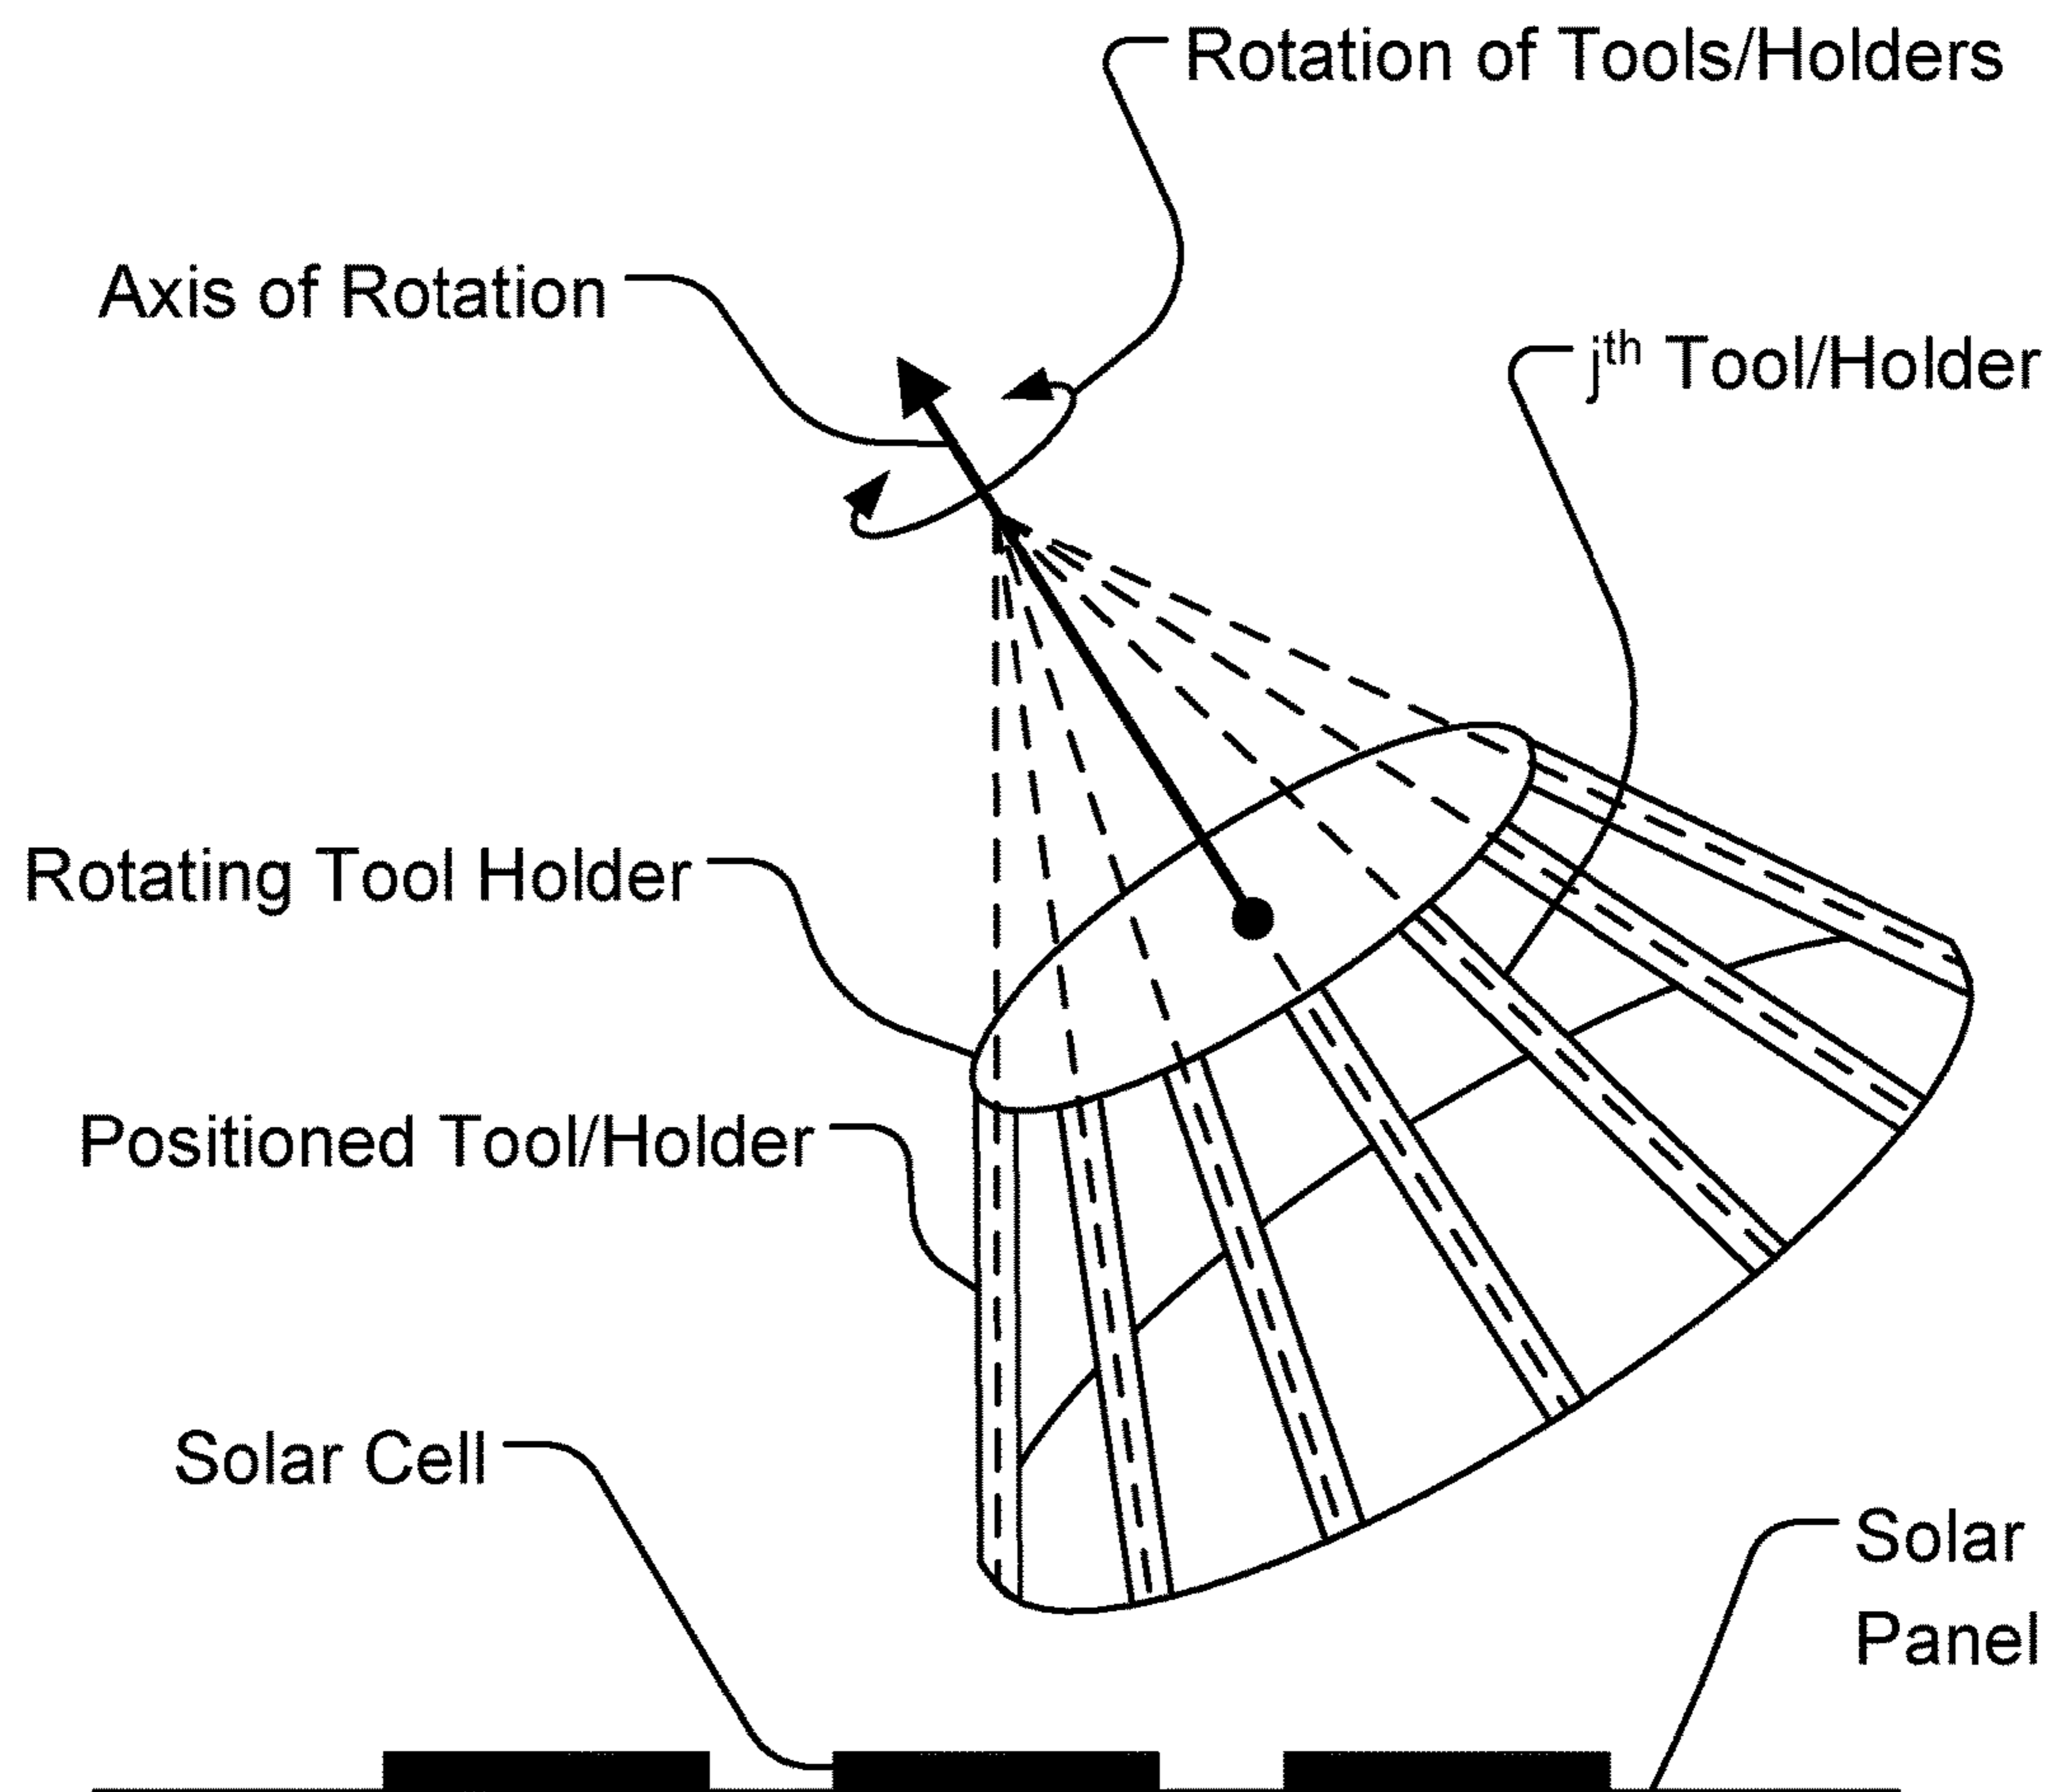 Rotation of Tools/Holders
Axis of Rotation
jth Tool/Holder
Rotating Tool Holder
Positioned Tool/Holder
Solar Cell
Solar
Panel